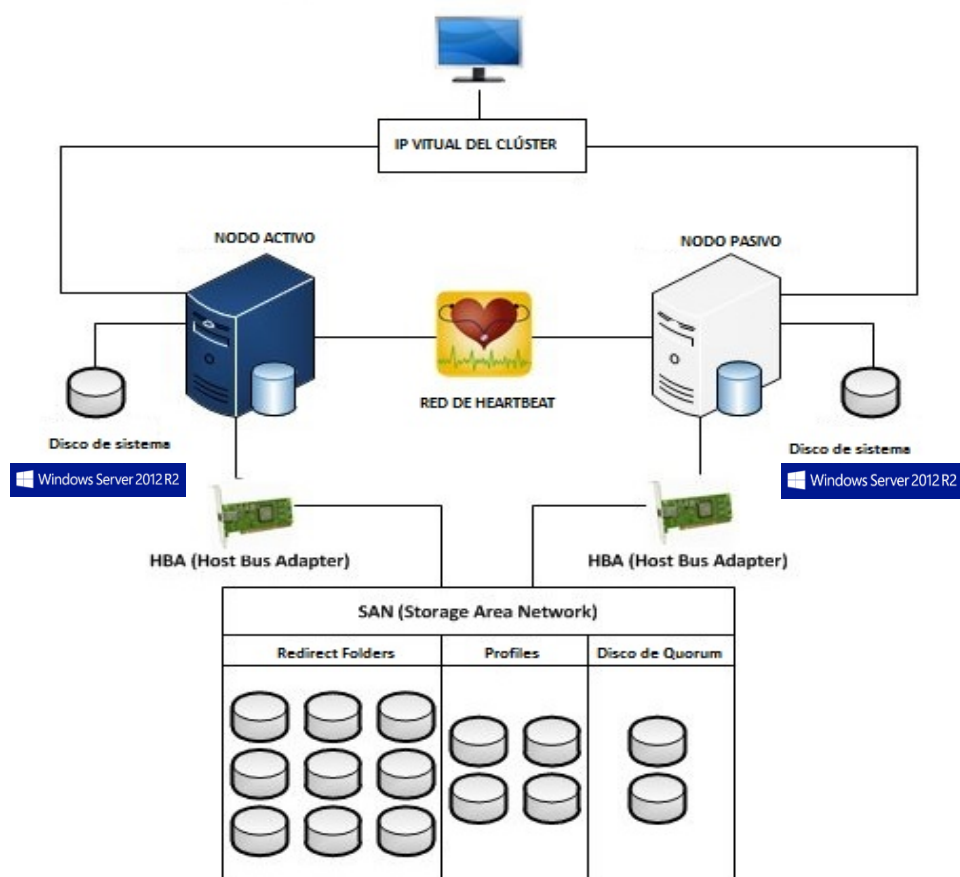 IP VITUAL DEL CLÚSTER
NODO ACTIVO
NODO PASIVO
RED DE HEARTBEAT
Disco de sistema
Disco de sistema
Windows Server 2012 R2
Windows Server 2012 R2
HBA (Host Bus Adapter)
HBA (Host Bus Adapter)
SAN (Storage Area Network)
Redirect Folders
Profiles
Disco de Quorum